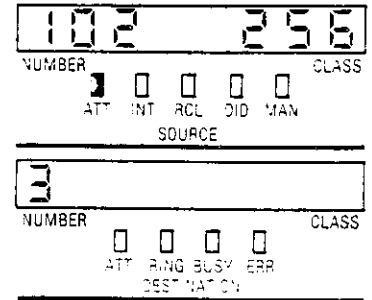 102 256
NUMBER CLASS
ATT INT RCL DID MAN
SOURCE
3
NUMBER CLASS
ATT RING BUSY ERR
DESTINATION